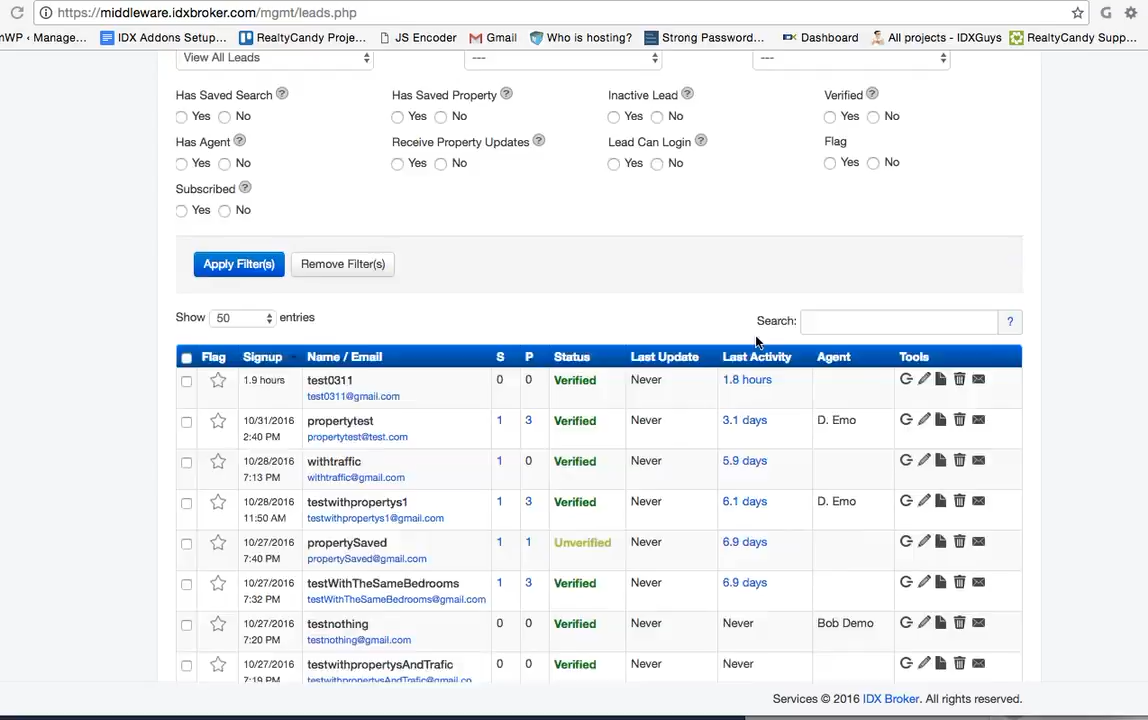 https://middleware.idxbroker.com/mgmt/leads.php
WP ‹ Manage... IDX Addons Setup... RealtyCandy Proje... JS Encoder Gmail Who is hosting? Strong Password... Dashboard All projects - IDXGuys RealtyCandy Supp...
View All Leads --- ---
Has Saved Search ? Has Saved Property ? Inactive Lead ? Verified ?
Yes No Yes No Yes No Yes No
Has Agent ? Receive Property Updates ? Lead Can Login ? Flag
Yes No Yes No Yes No Yes No
Subscribed ?
Yes No
Apply Filter(s) Remove Filter(s)
Show 50 entries Search: ?
Flag Signup Name / Email S P Status Last Update Last Activity Agent Tools
1.9 hours test0311 0 0 Verified Never 1.8 hours
test0311@gmail.com
10/31/2016 propertytest 1 3 Verified Never 3.1 days D. Emo
2:40 PM propertytest@test.com
10/28/2016 withtraffic 1 0 Verified Never 5.9 days
7:13 PM withtraffic@gmail.com
10/28/2016 testwithpropertys1 1 3 Verified Never 6.1 days D. Emo
11:50 AM testwithpropertys1@gmail.com
10/27/2016 propertySaved 1 1 Unverified Never 6.9 days
7:40 PM propertySaved@gmail.com
10/27/2016 testWithTheSameBedrooms 1 3 Verified Never 6.9 days
7:32 PM testWithTheSameBedrooms@gmail.com
10/27/2016 testnothing 0 0 Verified Never Never Bob Demo
7:20 PM testnothing@gmail.com
10/27/2016 testwithpropertysAndTrafic 0 0 Verified Never Never
7:19 PM testwithpropertysAndTrafic@gmail.co
Services © 2016 IDX Broker. All rights reserved.